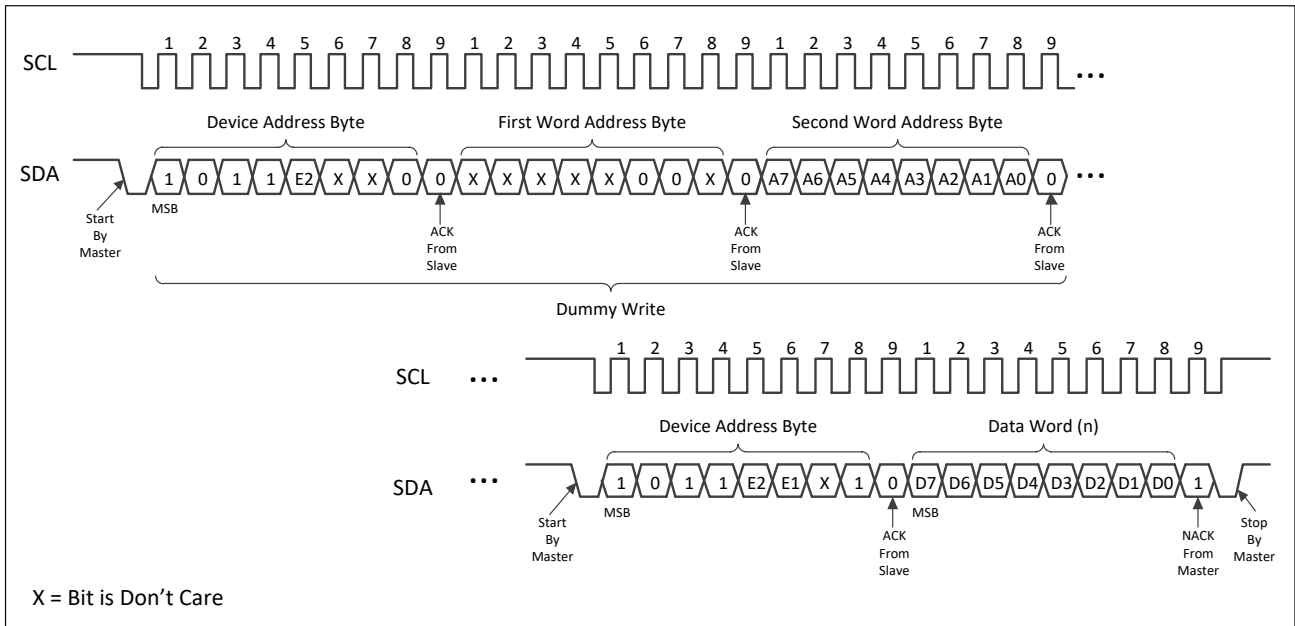 1 2 3 4 5 6 7 8 9 1 2 3 4 5 6 7 8 9 1 2 3 4 5 6 7 8 9
SCL
Device Address Byte First Word Address Byte Second Word Address Byte
SDA 1 0 1 1 E2 X X 0 0 X X X X X 0 0 X 0 A7 A6 A5 A4 A3 A2 A1 A0 0
MSB
Start
By
Master
ACK
From
Slave
ACK
From
Slave
ACK
From
Slave
Dummy Write
1 2 3 4 5 6 7 8 9 1 2 3 4 5 6 7 8 9
SCL
Device Address Byte Data Word (n)
SDA 1 0 1 1 E2 E1 X 1 0 D7 D6 D5 D4 D3 D2 D1 D0 1
MSB MSB
Start
By
Master
ACK
From
Slave
NACK
From
Master
Stop
By
Master
X = Bit is Don't Care